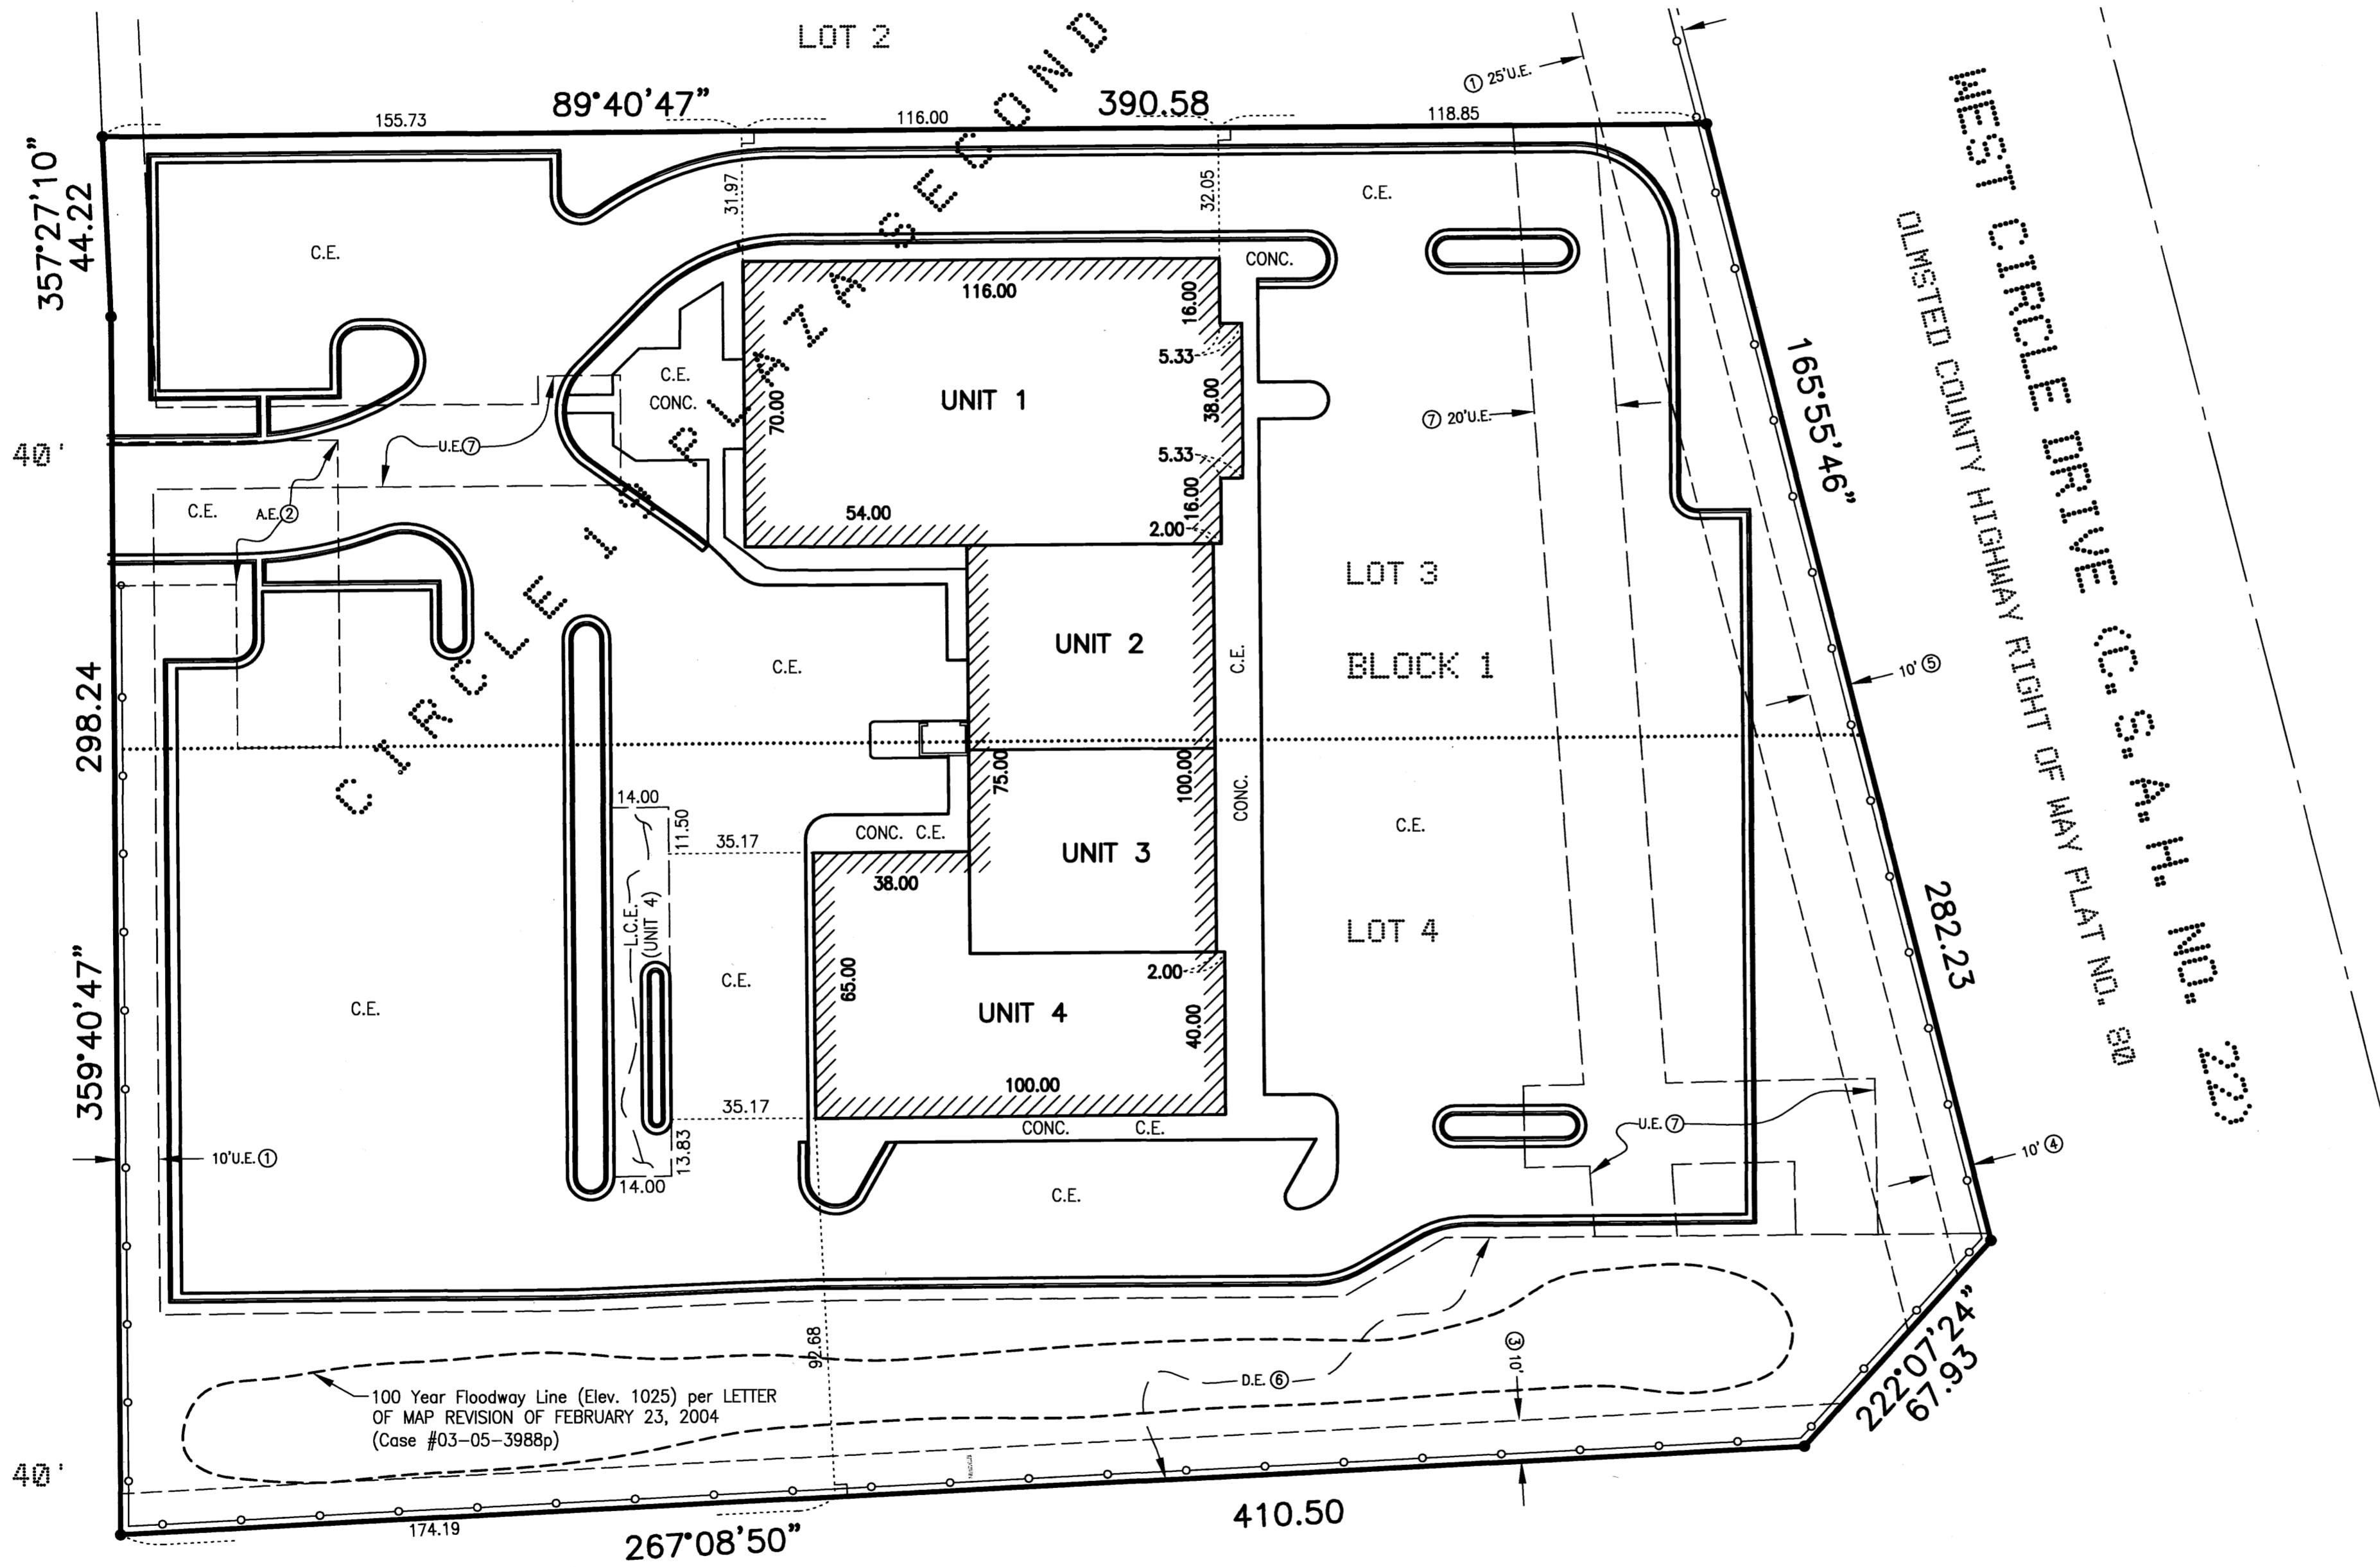 LOT 2
CIRCLE 19 PLAZA SECOND
89°40'47"
390.58
155.73
116.00
118.85
① 25'U.E.
357°27'10"
44.22
31.97
32.05
C.E.
C.E.
CONC.
116.00
16.00
5.33
C.E.
CONC.
70.00
UNIT 1
38.00
⑦ 20'U.E.
40'
U.E.⑦
5.33
C.E.
A.E.②
54.00
16.00
2.00
165°55'46"
WEST CIRCLE DRIVE (C.S.A.H. NO. 22)
OLMSTED COUNTY HIGHWAY RIGHT OF WAY PLAT NO. 80
LOT 3
UNIT 2
C.E.
C.E.
BLOCK 1
10' ⑤
298.24
75.00
100.00
CONC.
14.00
11.50
35.17
CONC. C.E.
UNIT 3
C.E.
38.00
L.C.E.
(UNIT 4)
LOT 4
282.23
359°40'47"
C.E.
C.E.
65.00
2.00
UNIT 4
40.00
100.00
35.17
CONC.
C.E.
U.E.⑦
10' ④
10'U.E.①
13.83
14.00
C.E.
92.68
③ 10'
222°07'24"
67.93
D.E.⑥
100 Year Floodway Line (Elev. 1025) per LETTER
OF MAP REVISION OF FEBRUARY 23, 2004
(Case #03-05-3988p)
40'
174.19
267°08'50"
410.50